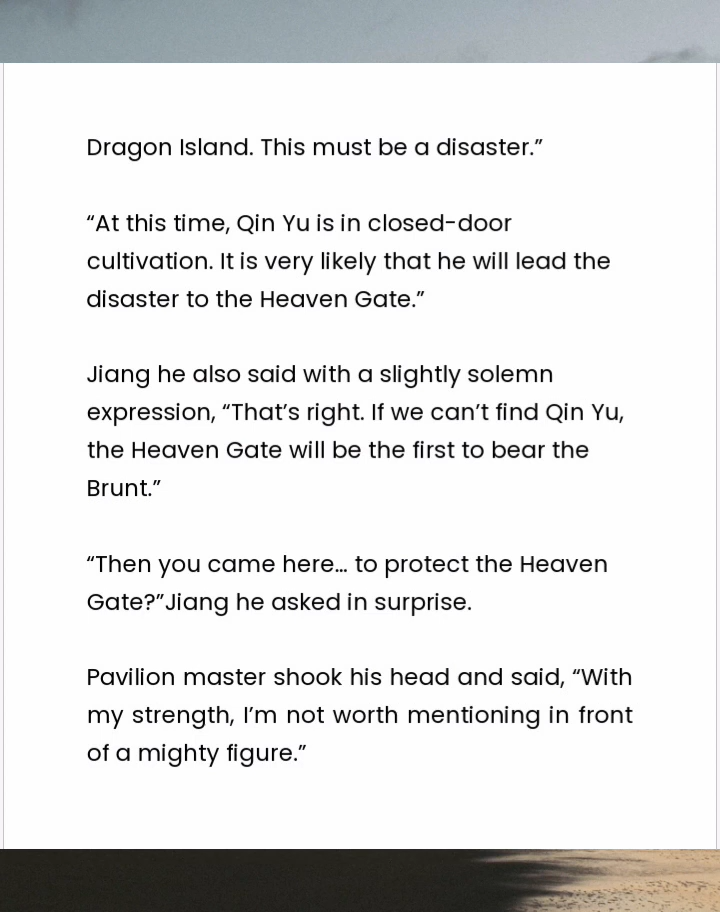 Dragon Island. This must be a disaster.”
“At this time, Qin Yu is in closed-door
cultivation. It is very likely that he will lead the
disaster to the Heaven Gate.”
Jiang he also said with a slightly solemn
expression, “That’s right. If we can’t find Qin Yu,
the Heaven Gate will be the first to bear the
Brunt.”
“Then you came here… to protect the Heaven
Gate?”Jiang he asked in surprise.
Pavilion master shook his head and said, “With
my strength, I’m not worth mentioning in front
of a mighty figure.”